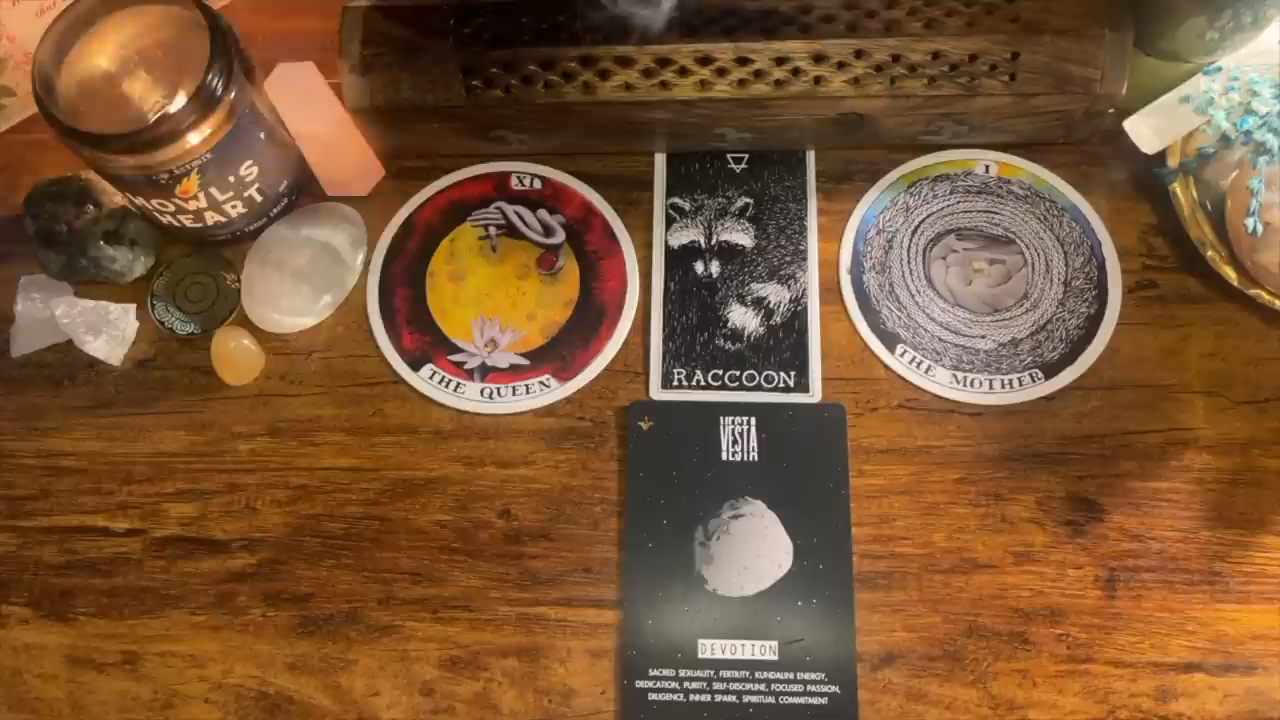 HOWL'S
HEART
XI
THE QUEEN
RACCOON
I
THE MOTHER
VESTA
DEVOTION
SACRED SEXUALITY, FERTILITY, KUNDALINI ENERGY,
DEDICATION, PURITY, SELF-DISCIPLINE, FOCUSED PASSION,
DILIGENCE, INNER SPARK, SPIRITUAL COMMITMENT